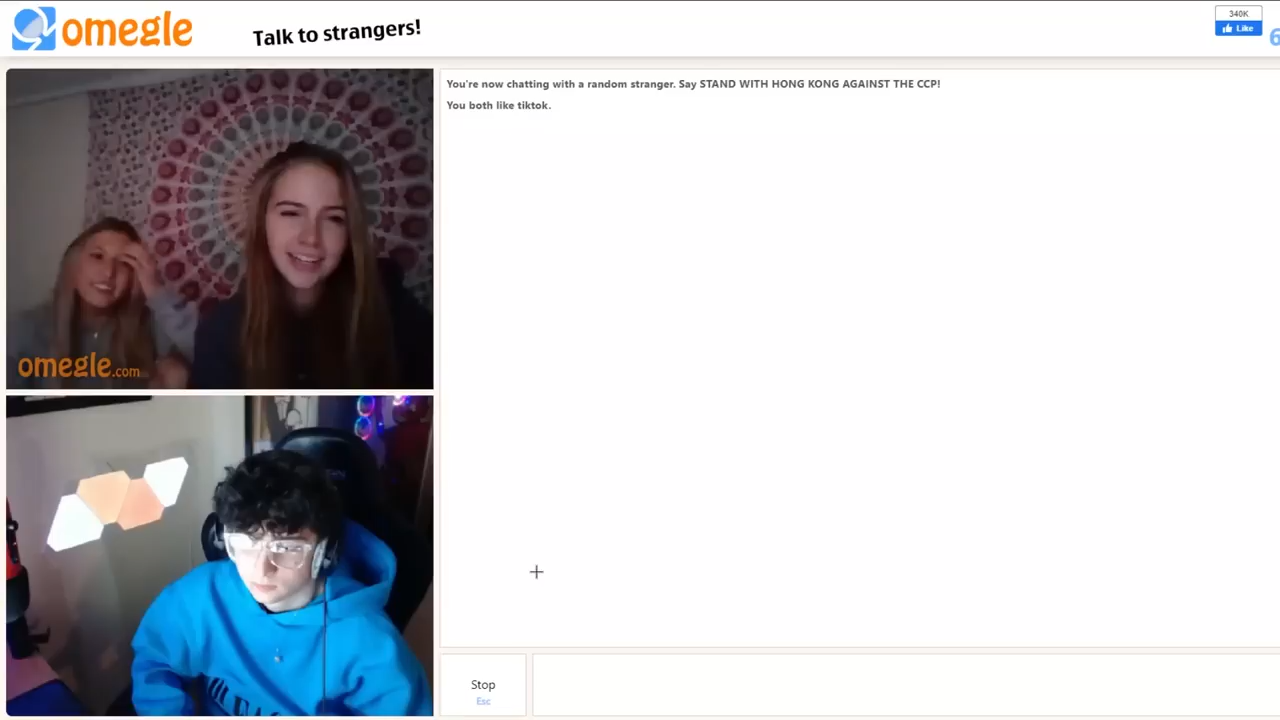 omegle
Talk to strangers!
340K
Like
6
You're now chatting with a random stranger. Say STAND WITH HONG KONG AGAINST THE CCP!
You both like tiktok.
omegle.com
Stop
Esc